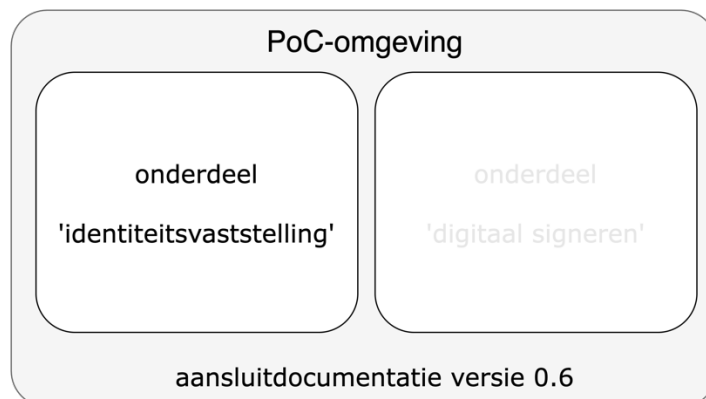 PoC-omgeving
onderdeel
'identiteitsvaststelling'
onderdeel
'digitaal signeren'
aansluitdocumentatie versie 0.6